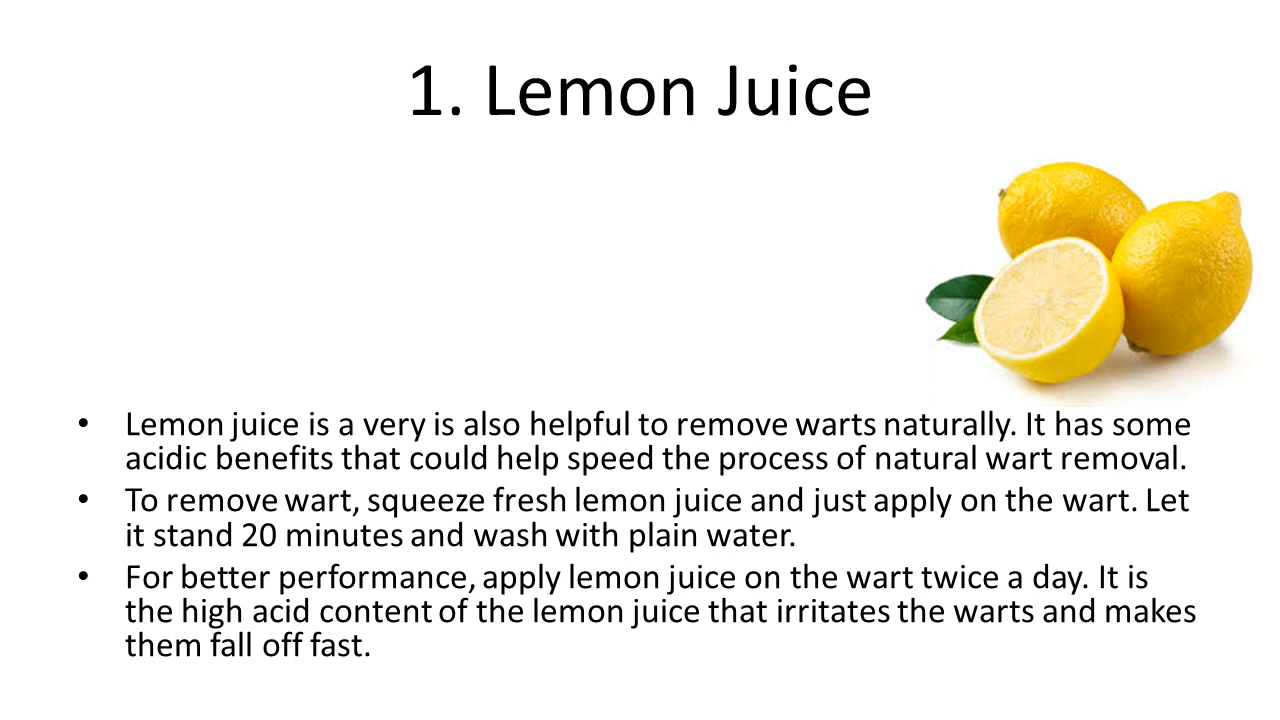 1. Lemon Juice
• Lemon juice is a very is also helpful to remove warts naturally. It has some
acidic benefits that could help speed the process of natural wart removal.
• To remove wart, squeeze fresh lemon juice and just apply on the wart. Let
it stand 20 minutes and wash with plain water.
• For better performance, apply lemon juice on the wart twice a day. It is
the high acid content of the lemon juice that irritates the warts and makes
them fall off fast.